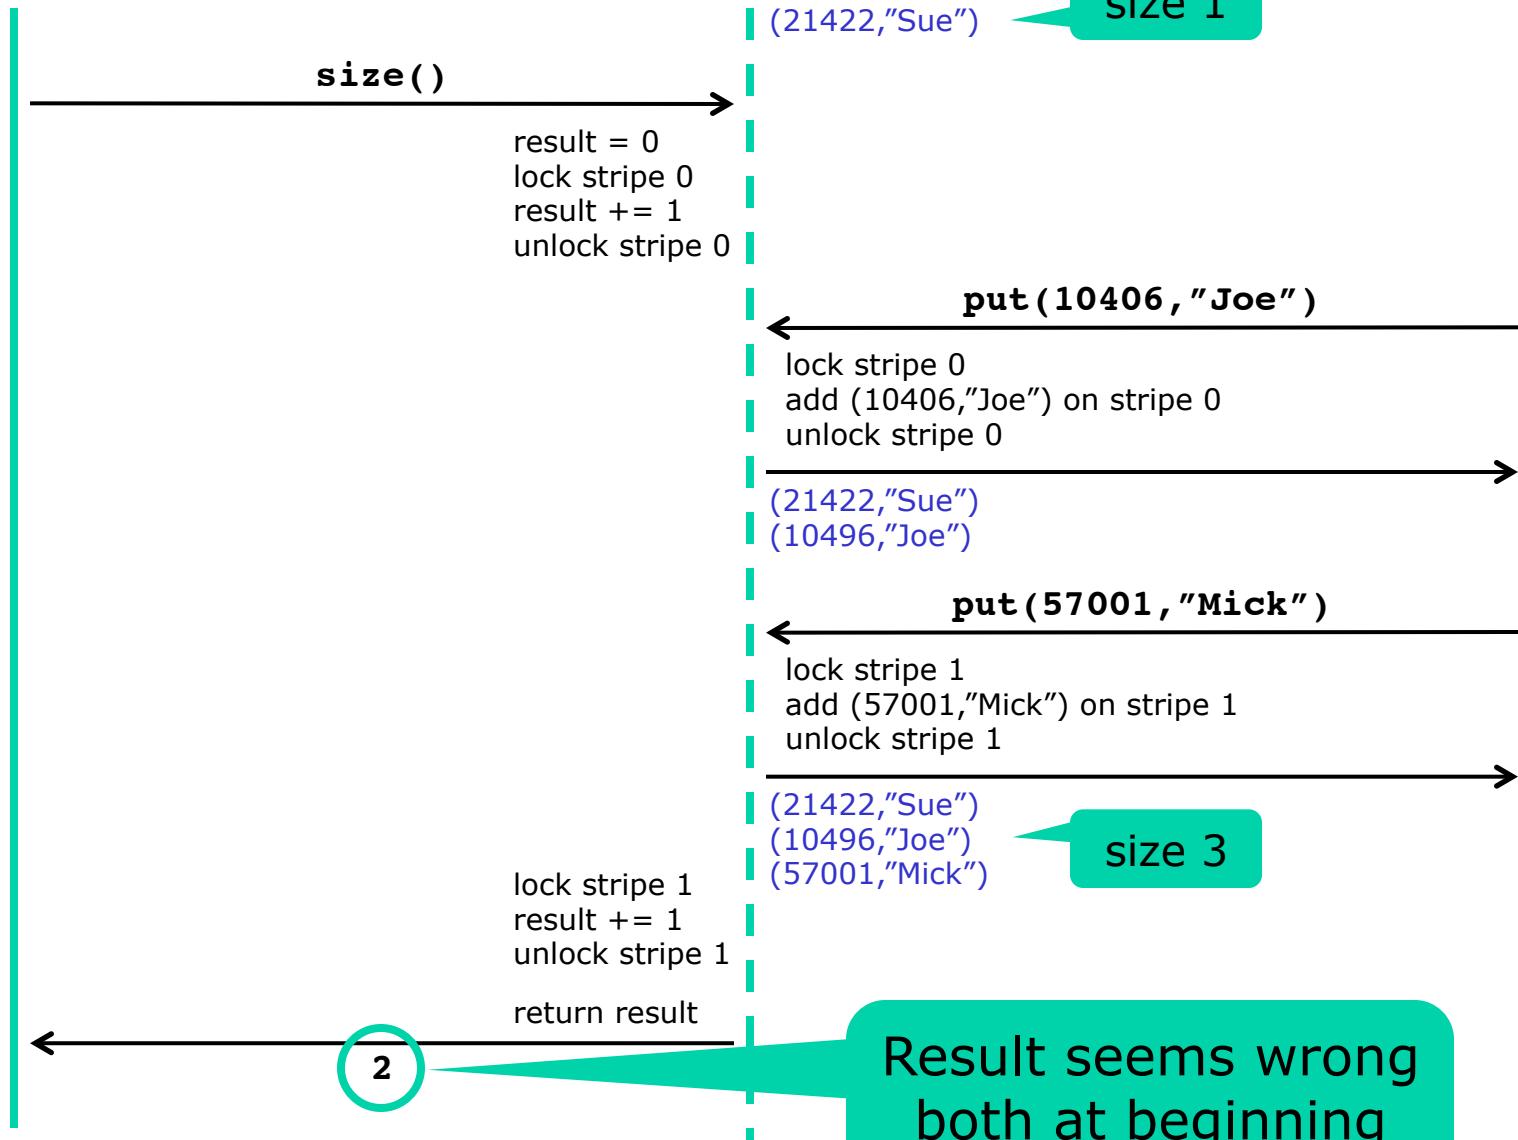 (21422,”Sue”)
size 1
size()
result = 0
lock stripe 0
result += 1
unlock stripe 0
put(10406,”Joe”)
lock stripe 0
add (10406,”Joe”) on stripe 0
unlock stripe 0
(21422,”Sue”)
(10496,”Joe”)
put(57001,”Mick”)
lock stripe 1
add (57001,”Mick”) on stripe 1
unlock stripe 1
(21422,”Sue”)
(10496,”Joe”)
(57001,”Mick”)
size 3
lock stripe 1
result += 1
unlock stripe 1
return result
2
Result seems wrong
both at beginning